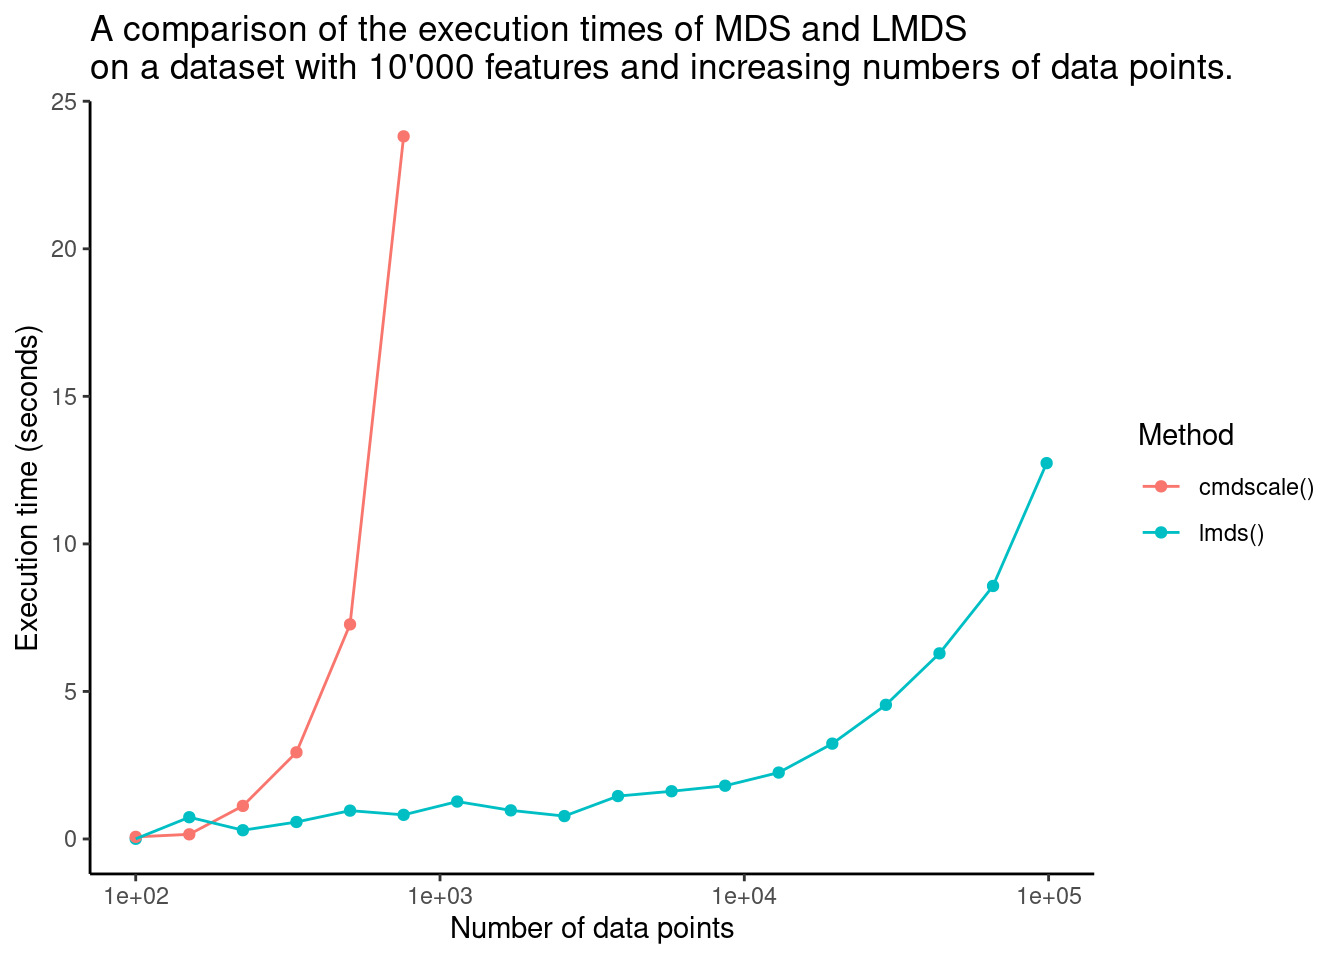 A comparison of the execution times of MDS and LMDS
on a dataset with 10'000 features and increasing numbers of data points.
25
20
15
10
5
0
Execution time (seconds)
1e+02
1e+03
1e+04
1e+05
Number of data points
Method
cmdscale()
lmds()